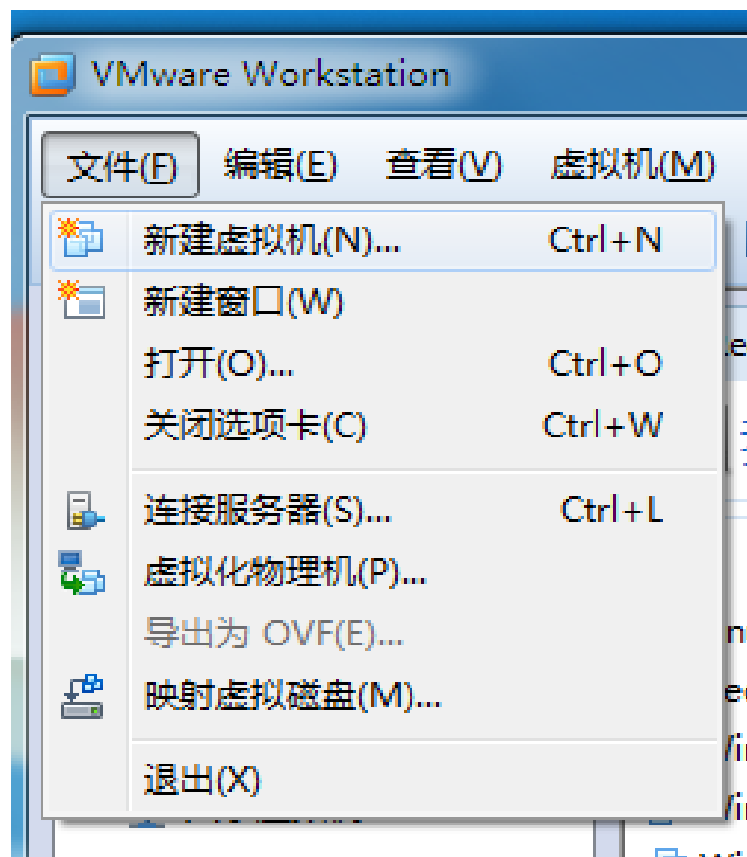 VMware Workstation
文件(F) 编辑(E) 查看(V) 虚拟机(M)
新建虚拟机(N)... Ctrl+N
新建窗口(W)
打开(O)... Ctrl+O
关闭选项卡(C) Ctrl+W
连接服务器(S)... Ctrl+L
虚拟化物理机(P)...
导出为 OVF(E)...
映射虚拟磁盘(M)...
退出(X)